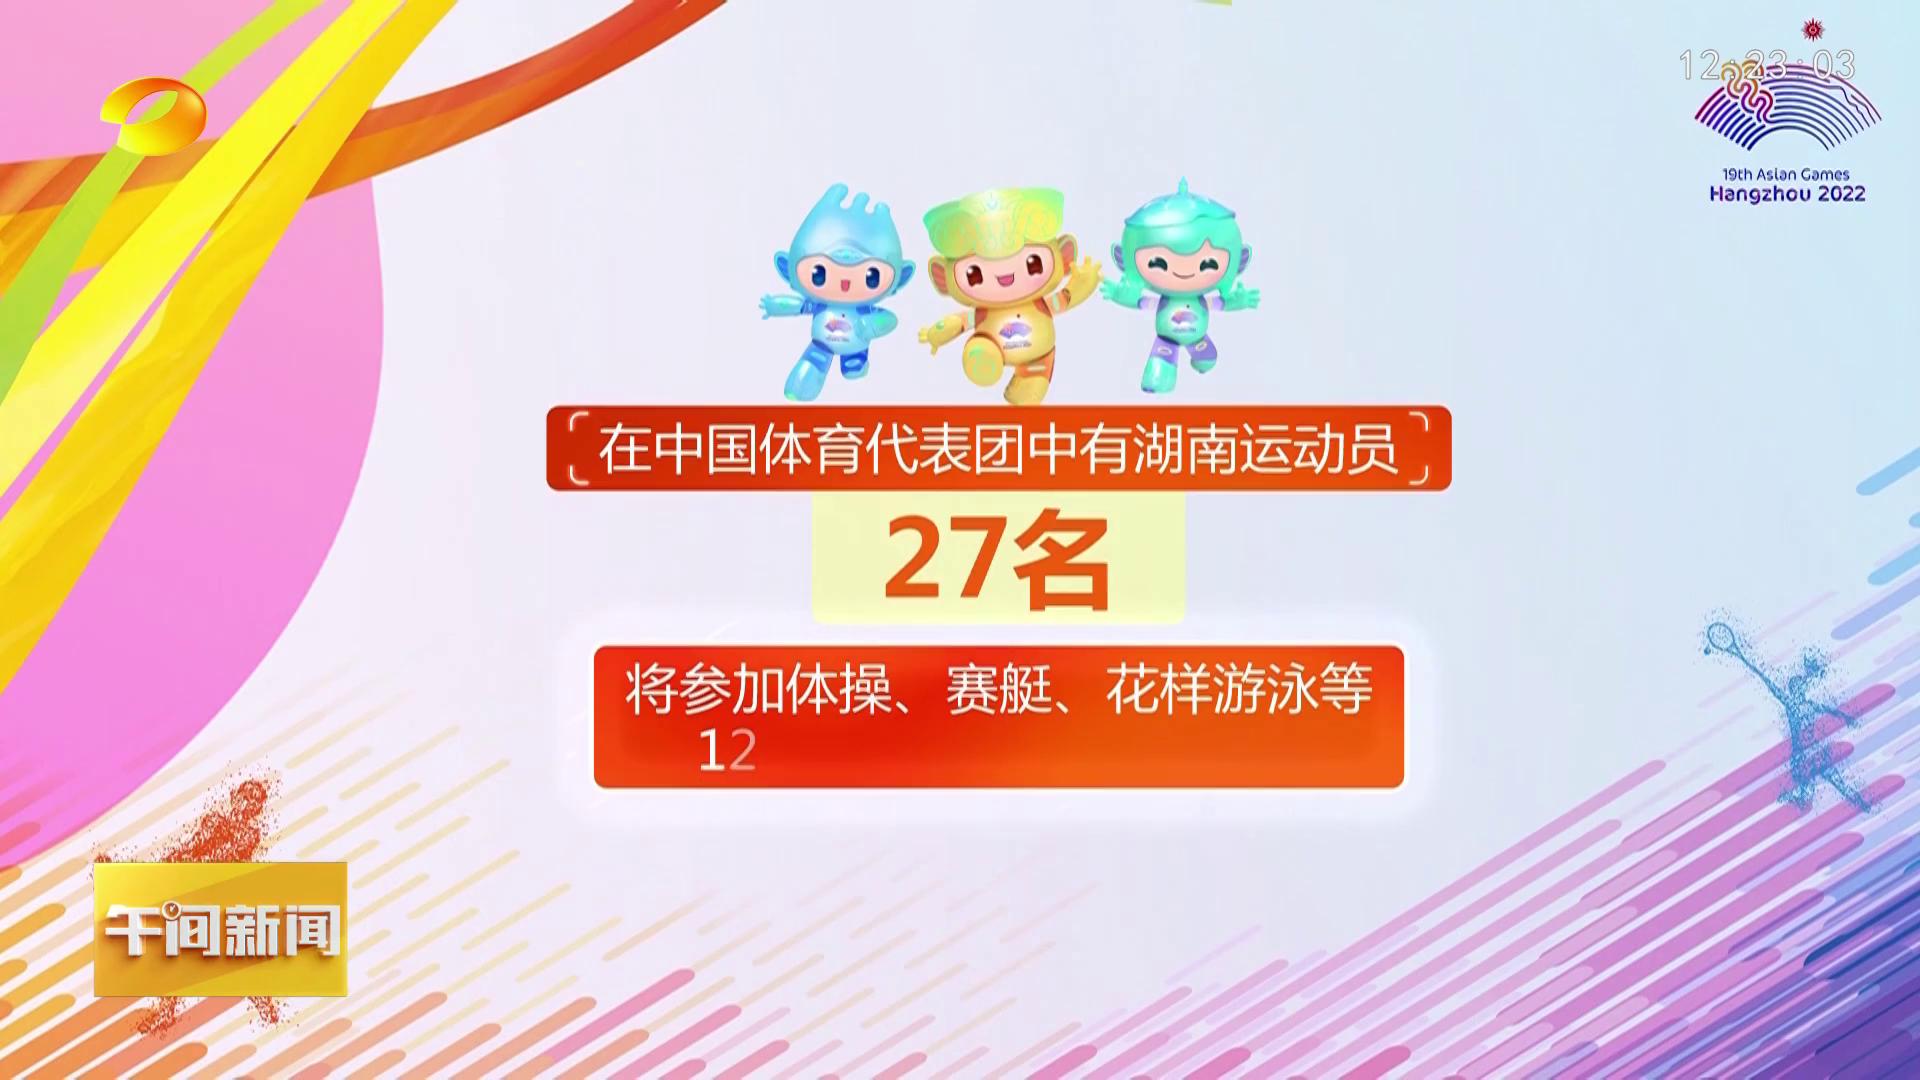 12:23:03
19th Asian Games
Hangzhou 2022
在中国体育代表团中有湖南运动员
27名
将参加体操、赛艇、花样游泳等
12
午间新闻